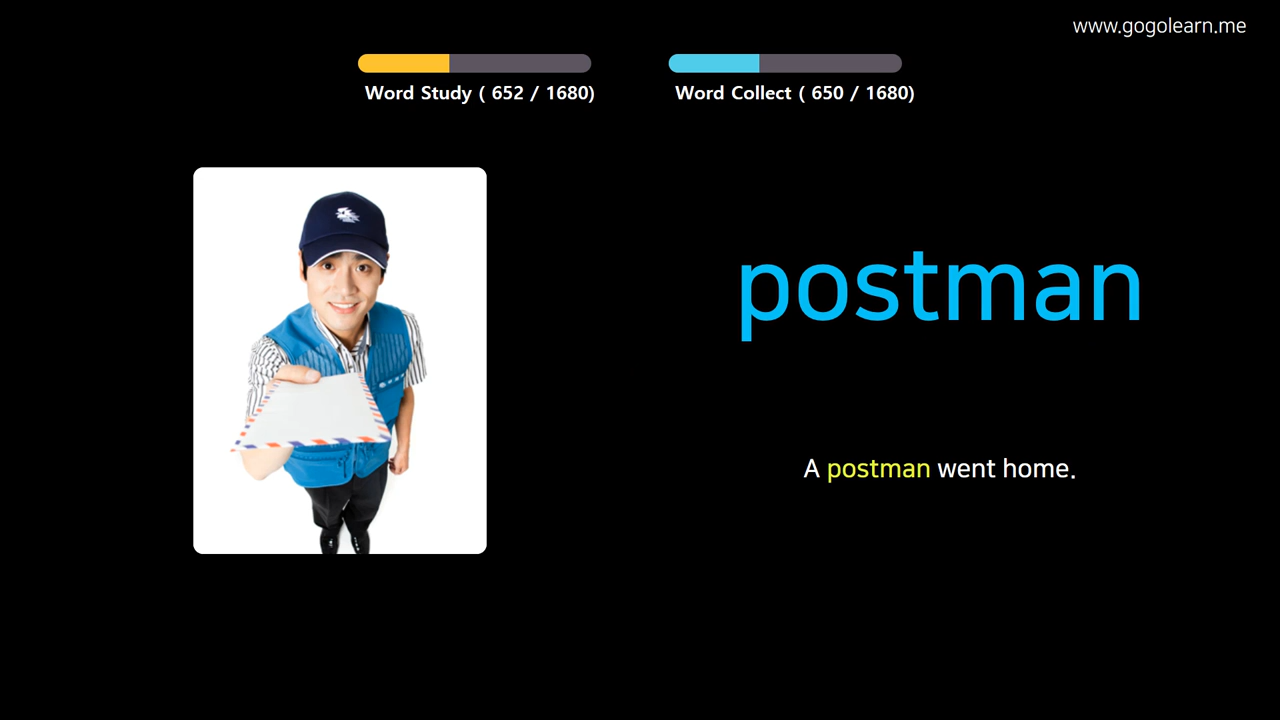 www.gogolearn.me
Word Study ( 652 / 1680)
Word Collect ( 650 / 1680)
postman
A postman went home.